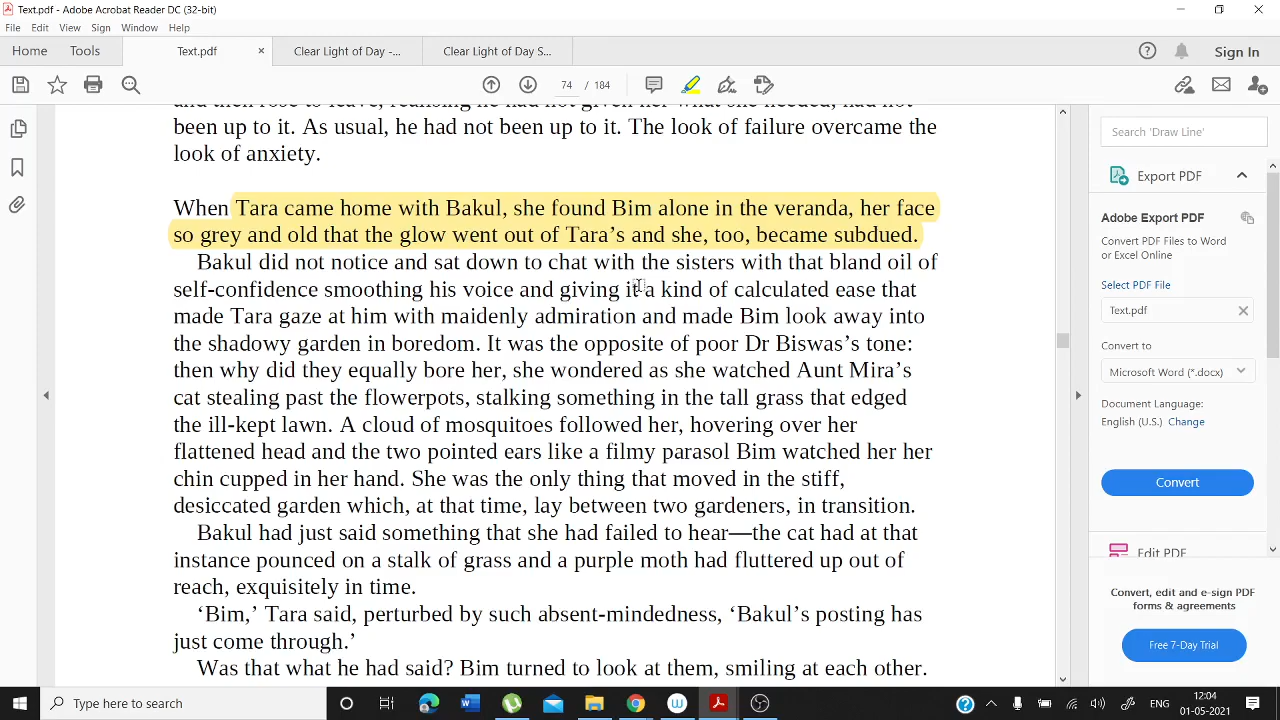 Text.pdf - Adobe Acrobat Reader DC (32-bit)
File Edit View Sign Window Help
Home Tools Text.pdf × Clear Light of Day -... Clear Light of Day S... Sign In
74 / 184
been up to it. As usual, he had not been up to it. The look of failure overcame the
look of anxiety.
When Tara came home with Bakul, she found Bim alone in the veranda, her face
so grey and old that the glow went out of Tara’s and she, too, became subdued.
Bakul did not notice and sat down to chat with the sisters with that bland oil of
self-confidence smoothing his voice and giving it a kind of calculated ease that
made Tara gaze at him with maidenly admiration and made Bim look away into
the shadowy garden in boredom. It was the opposite of poor Dr Biswas’s tone:
then why did they equally bore her, she wondered as she watched Aunt Mira’s
cat stealing past the flowerpots, stalking something in the tall grass that edged
the ill-kept lawn. A cloud of mosquitoes followed her, hovering over her
flattened head and the two pointed ears like a filmy parasol Bim watched her her
chin cupped in her hand. She was the only thing that moved in the stiff,
desiccated garden which, at that time, lay between two gardeners, in transition.
Bakul had just said something that she had failed to hear—the cat had at that
instance pounced on a stalk of grass and a purple moth had fluttered up out of
reach, exquisitely in time.
‘Bim,’ Tara said, perturbed by such absent-mindedness, ‘Bakul’s posting has
just come through.’
Was that what he had said? Bim turned to look at them, smiling at each other.
Search 'Draw Line'
Export PDF
Adobe Export PDF
Convert PDF Files to Word
or Excel Online
Select PDF File
Text.pdf
Convert to
Microsoft Word (*.docx)
Document Language:
English (U.S.) Change
Convert
Edit PDF
Convert, edit and e-sign PDF
forms & agreements
Free 7-Day Trial
Type here to search
ENG
12:04
01-05-2021